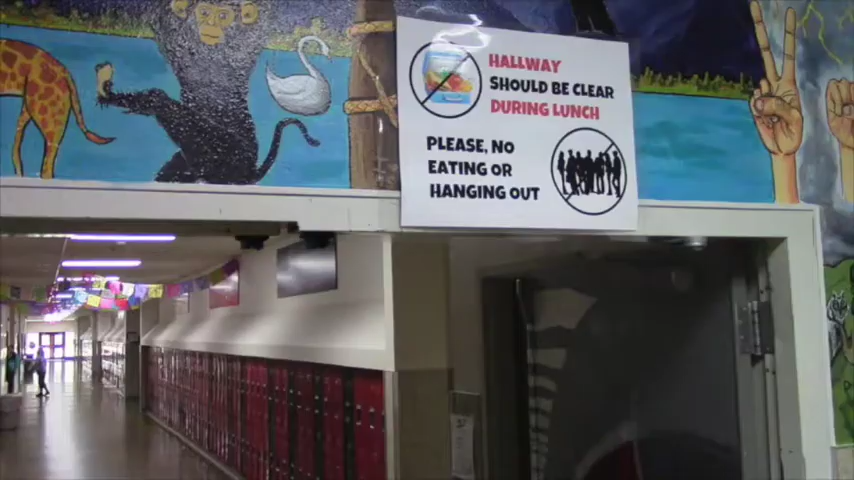 HALLWAY
SHOULD BE CLEAR
DURING LUNCH
PLEASE, NO
EATING OR
HANGING OUT